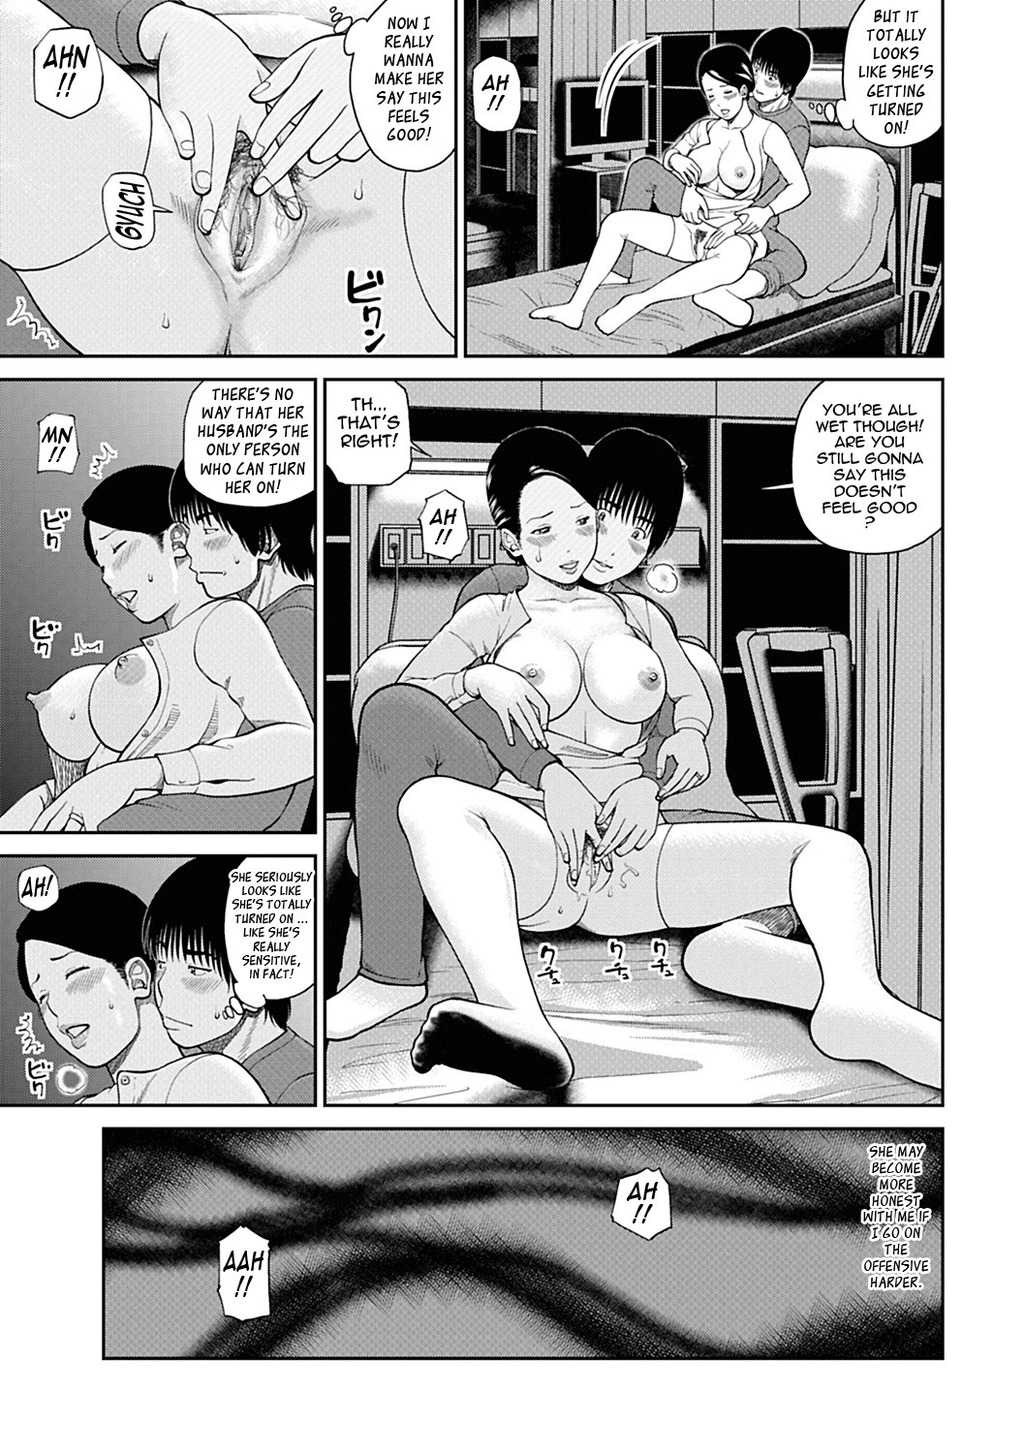 BUT IT
TOTALLY
LOOKS
LIKE SHE'S
GETTING
TURNED
ON!
AH
!!
NOW I
REALLY
WANNA
MAKE HER
SAY THIS
FEELS
GOOD!
AHN
!!
GYUCH
ビクン
YOU'RE ALL
WET THOUGH!
ARE YOU
STILL GONNA
SAY THIS
DOESN'T
FEEL GOOD
?
TH...
THAT'S
RIGHT!
AH
!!
クチュ
クチュ
クチュ
THERE'S NO
WAY THAT HER
HUSBAND'S THE
ONLY PERSON
WHO CAN TURN
HER ON!
MN
!!
ビク
ビク
SHE SERIOUSLY
LOOKS LIKE
SHE'S TOTALLY
TURNED ON ...
LIKE SHE'S
REALLY
SENSITIVE,
IN FACT!
AH!
ビク
SHE MAY
BECOME
MORE
HONEST
WITH ME IF
I GO ON
THE
OFFENSIVE
HARDER.
AH
!!
AAH
!!